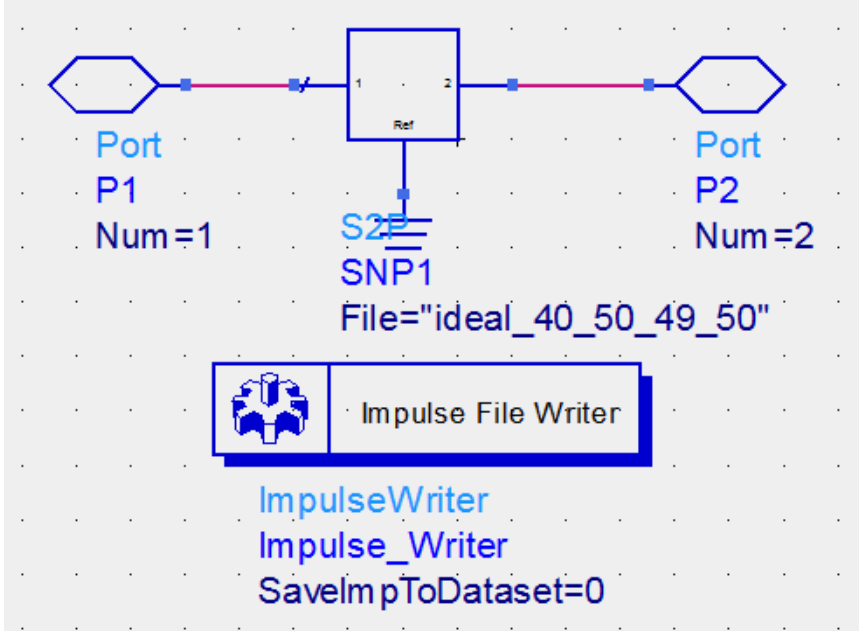 1 2
Ref
Port
P1
Num=1
Port
P2
Num=2
S2P
SNP1
File="ideal_40_50_49_50"
Impulse File Writer
ImpulseWriter
Impulse_Writer
SaveImpToDataset=0